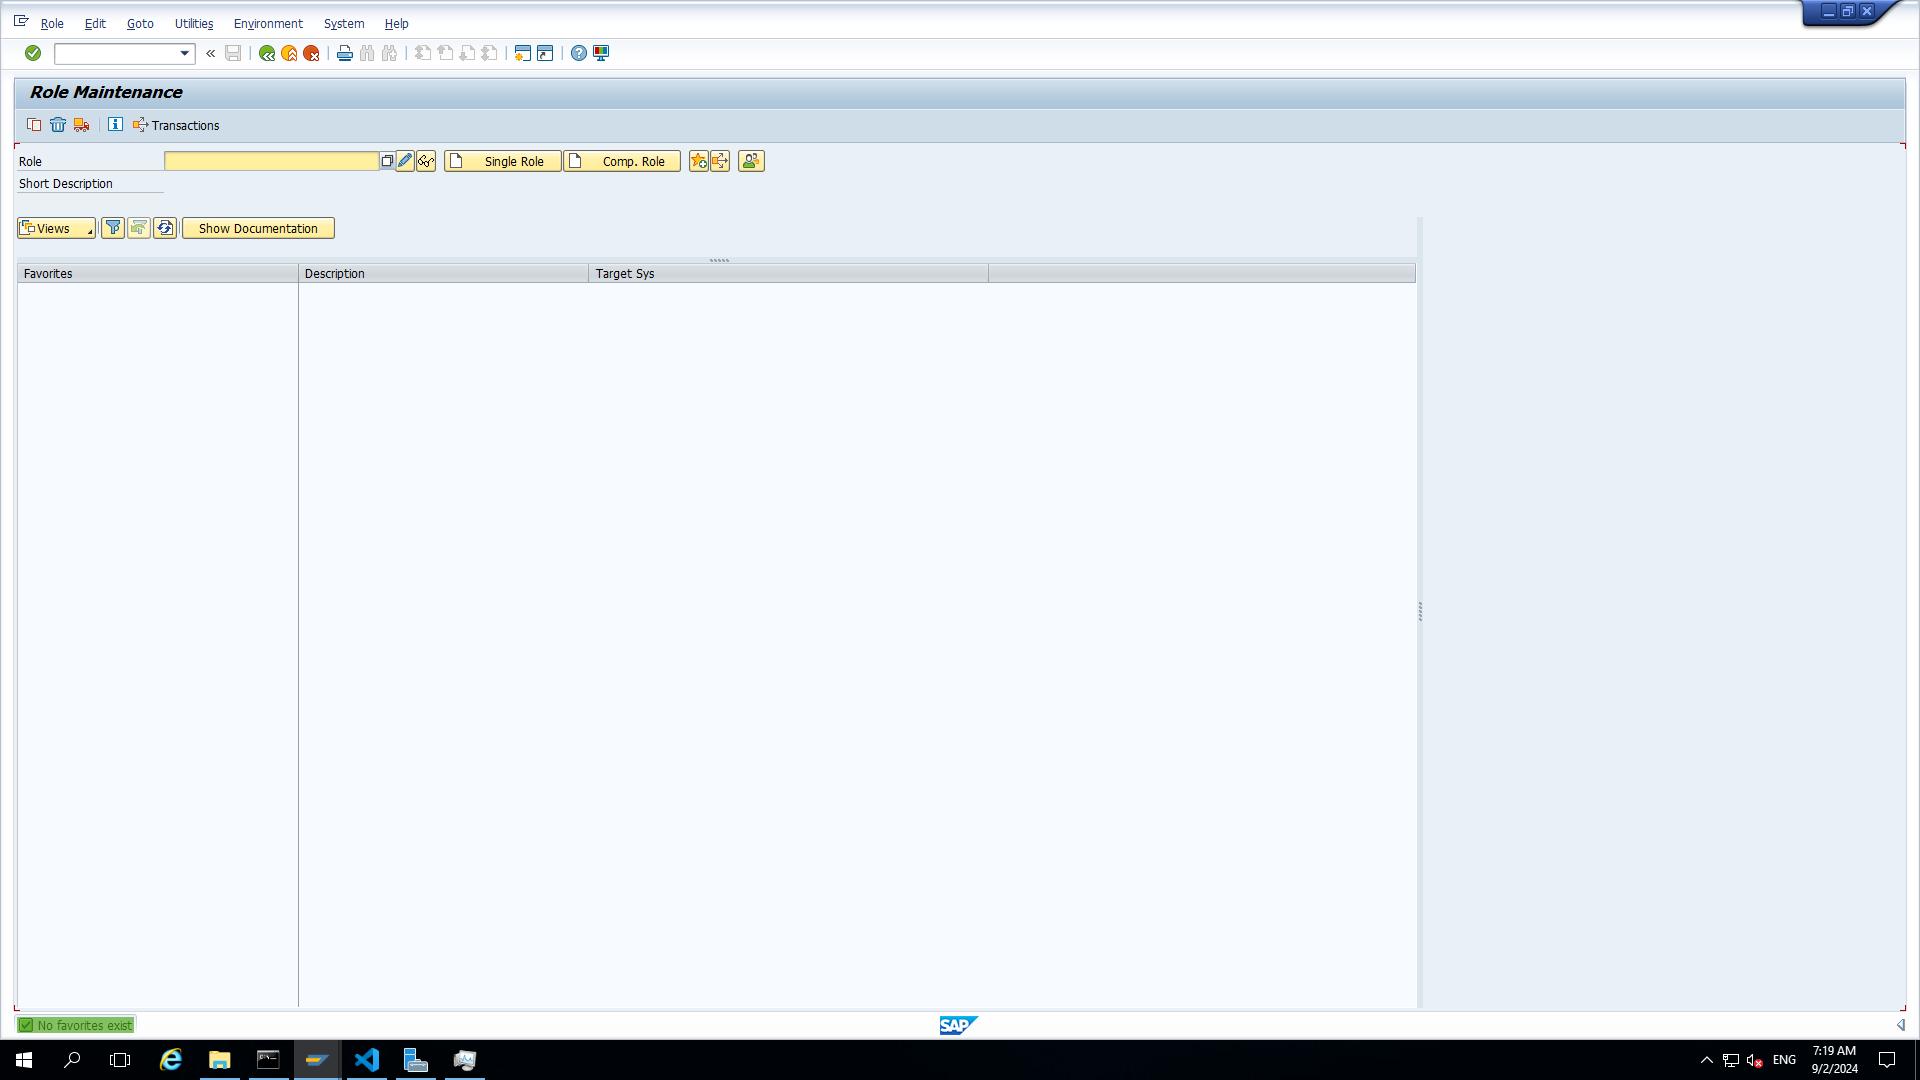 Role Edit Goto Utilities Environment System Help
Role Maintenance
Transactions
Role Single Role Comp. Role
Short Description
Views Show Documentation
Favorites Description Target Sys
No favorites exist
SAP
ENG
7:19 AM
9/2/2024